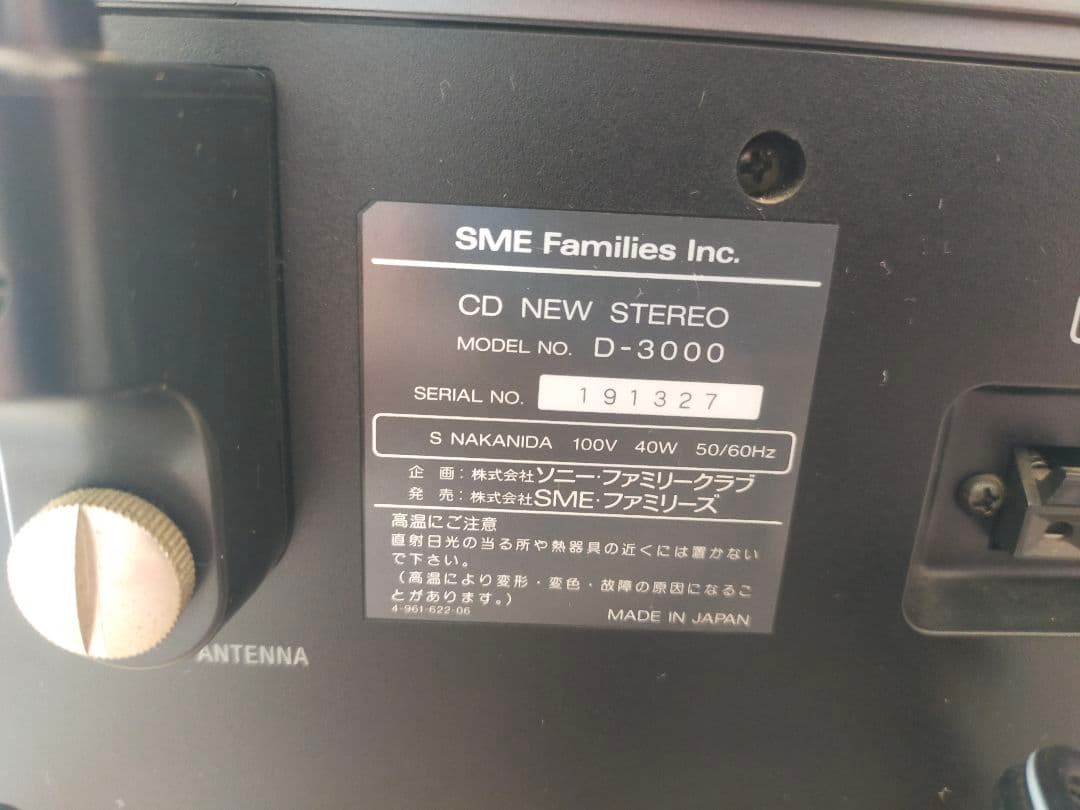 SME Families Inc.
CD NEW STEREO
MODEL NO. D-3000
SERIAL NO. 191327
S NAKANIDA 100V 40W 50/60Hz
企 画：株式会社ソニー・ファミリークラブ
発 売：株式会社SME・ファミリーズ
高温にご注意
直射日光の当る所や熱器具の近くには置かない
で下さい。
（高温により変形・変色・故障の原因になるこ
とがあります。）
4-961-622-06
MADE IN JAPAN
ANTENNA